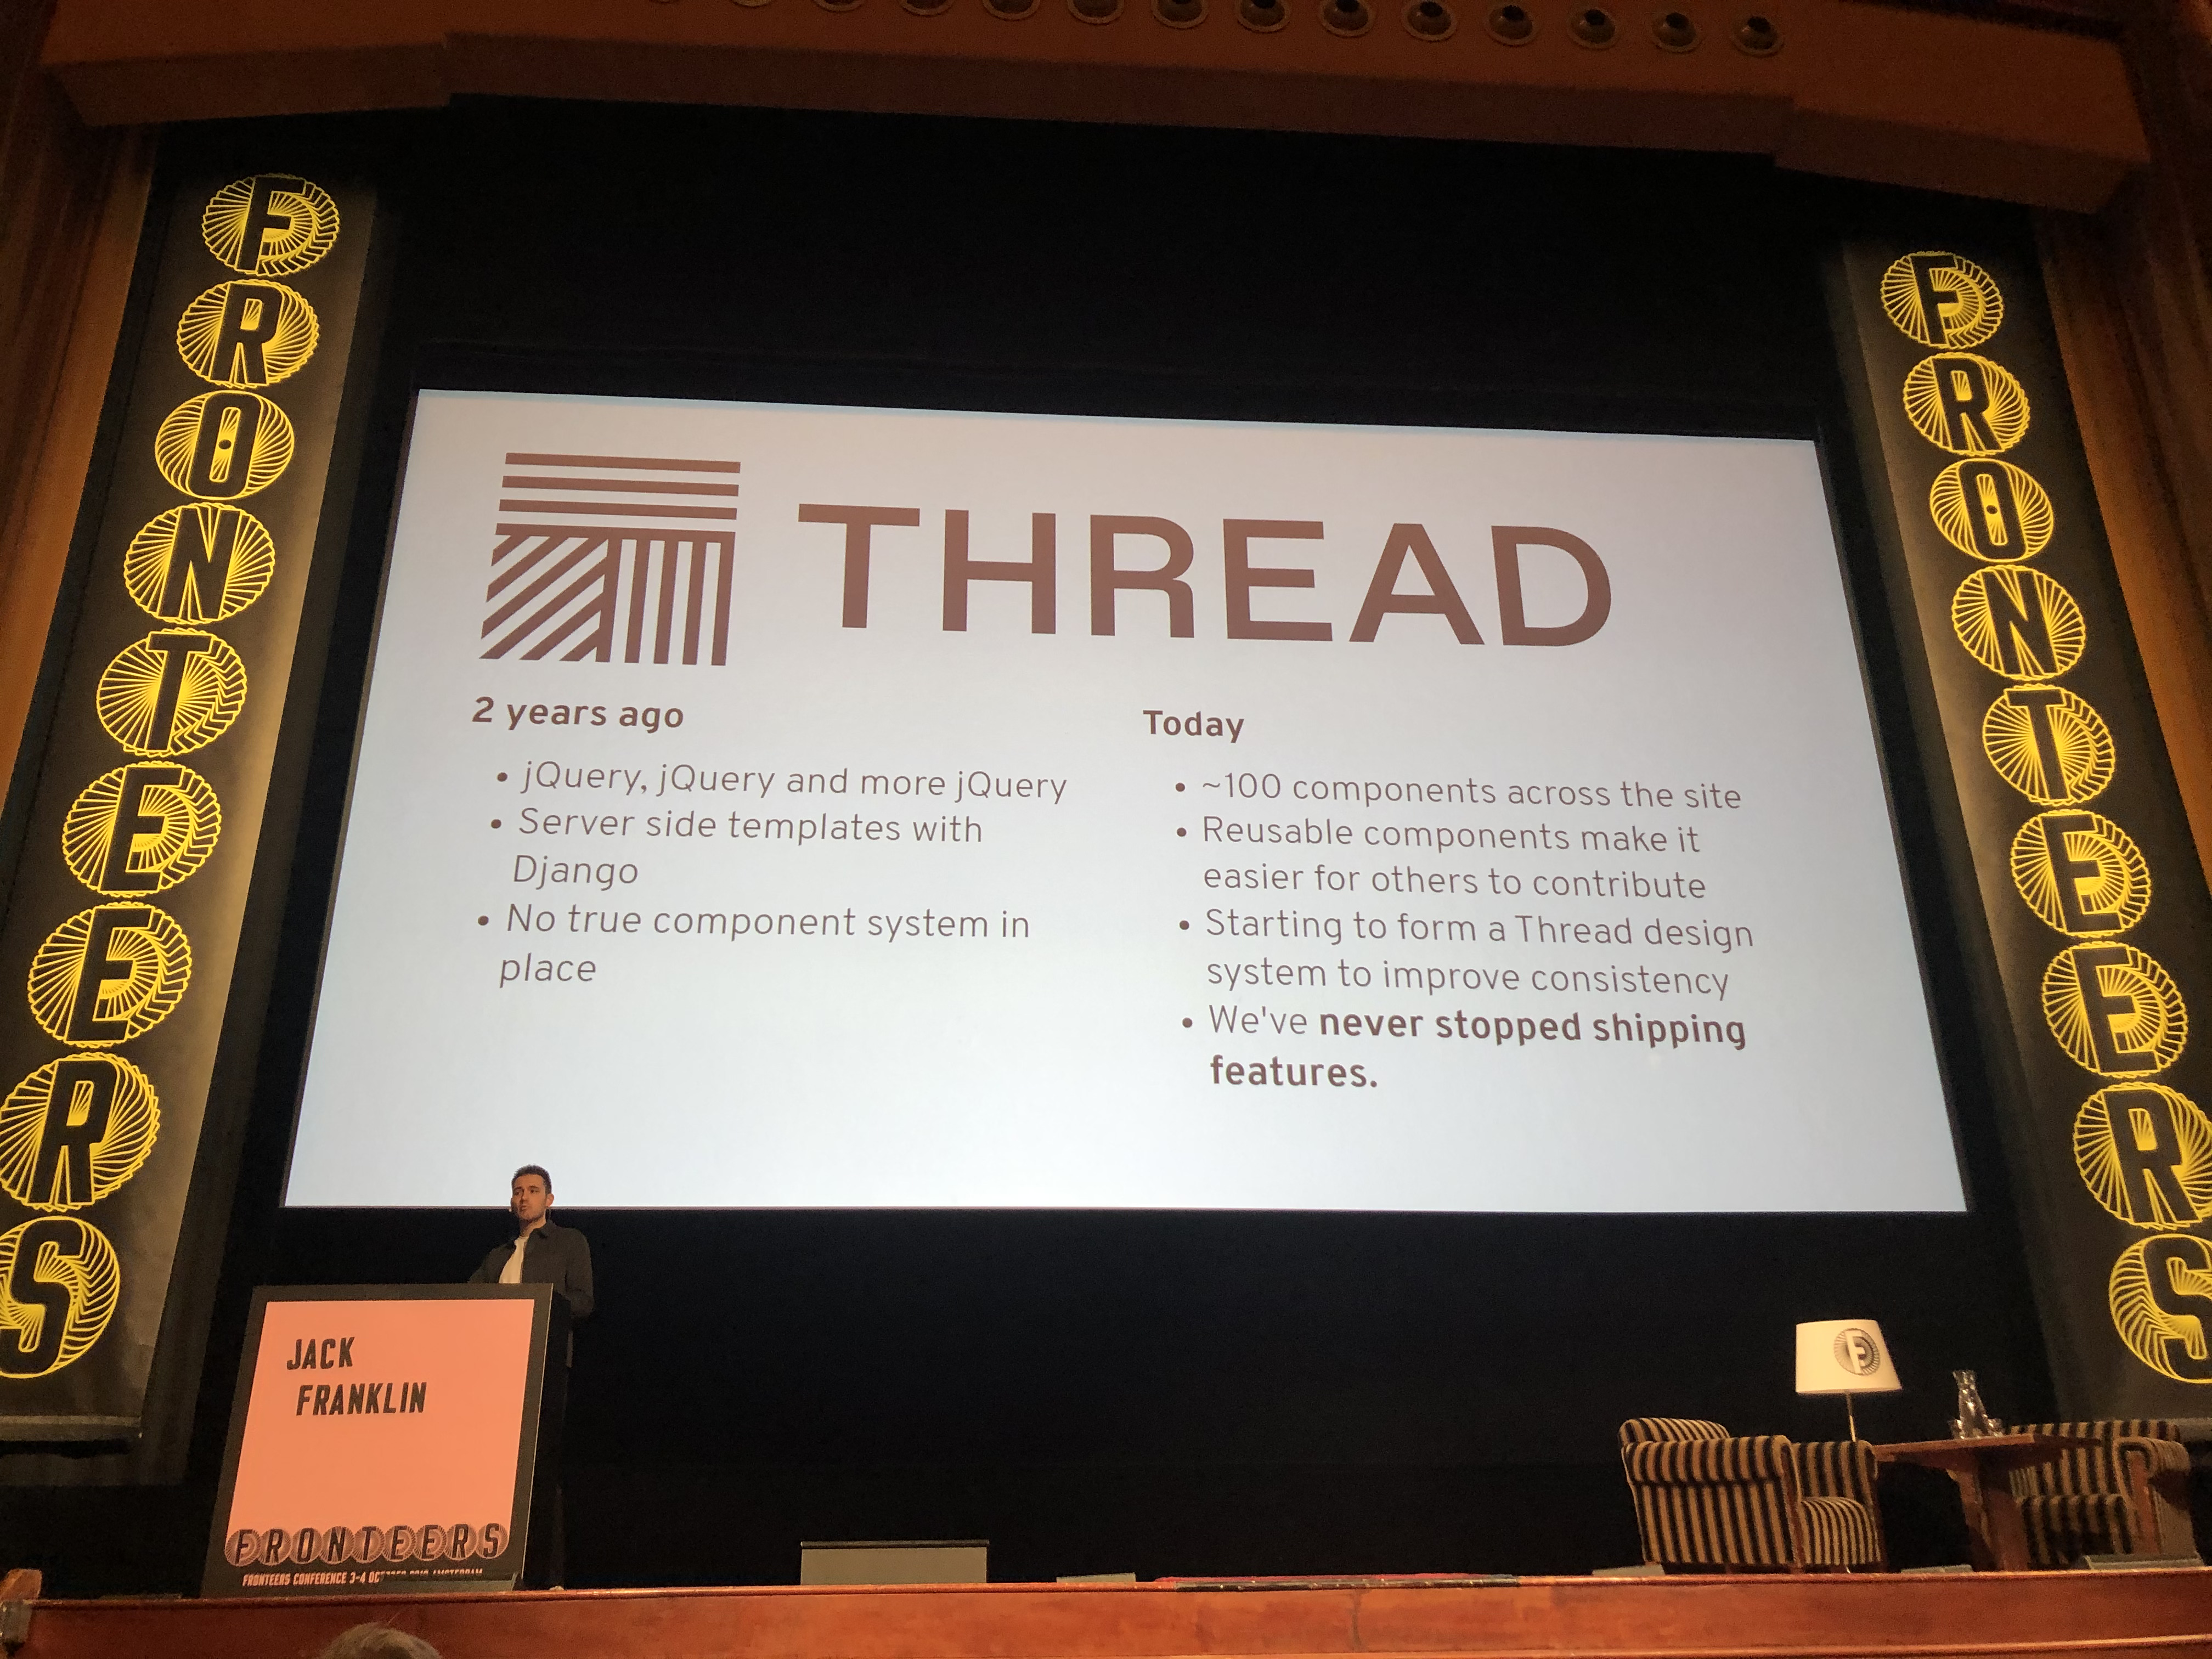 FRONTEERS
FRONTEERS
THREAD
2 years ago
• jQuery, jQuery and more jQuery
• Server side templates with
Django
• No true component system in
place
Today
• ~100 components across the site
• Reusable components make it
easier for others to contribute
• Starting to form a Thread design
system to improve consistency
• We've never stopped shipping
features.
JACK
FRANKLIN
FRONTEERS
FRONTEERS CONFERENCE 3-4
F